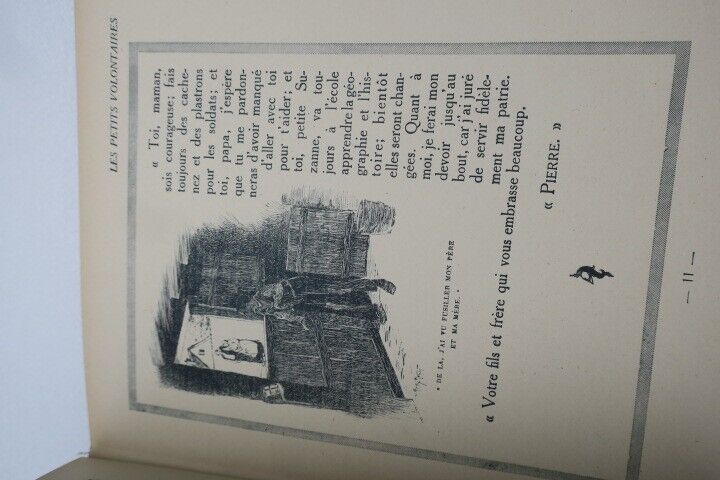 LES PETITS VOLONTAIRES
« Toi, maman,
sois courageuse; fais
toujours des cache-
nez et des plastrons
pour les soldats; et
toi, papa, j'espère
que tu me pardon-
neras d'avoir manqué
d'aller avec toi
pour t'aider; et
toi, petite Su-
zanne, va tou-
jours à l'école
apprendre la géo-
graphie et l'his-
toire; bientôt
elles seront chan-
gées. Quant à
moi, je ferai mon
devoir jusqu'au
bout, car j'ai juré
de servir fidèle-
ment ma patrie.
« DE LA, J'AI VU FUSILLER MON PÈRE
ET MA MÈRE. »
« Votre fils et frère qui vous embrasse beaucoup.
« PIERRE. »
— 11 —